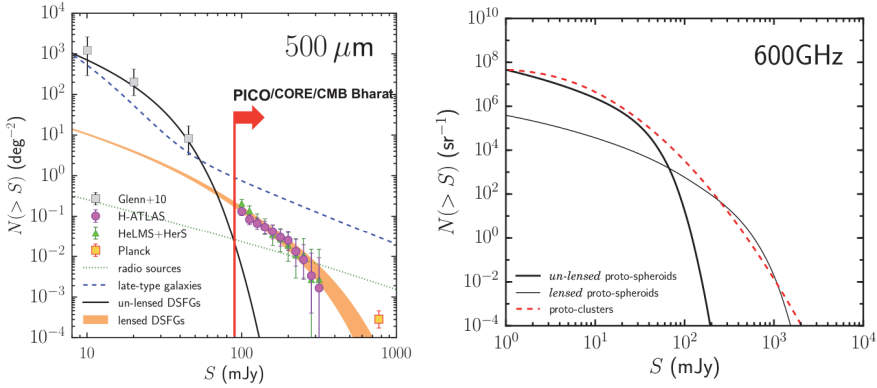 500 μm
PICO/CORE/CMB Bharat
Glenn+10
H-ATLAS
HeLMS+HerS
Planck
radio sources
late-type galaxies
un-lensed DSFGs
lensed DSFGs
10^3
10^2
10^1
10^0
10^-1
10^-2
10^-3
10^-4
N(> S) (deg^-2)
10 100 1000
S (mJy)
600GHz
un-lensed proto-spheroids
lensed proto-spheroids
proto-clusters
10^10
10^8
10^6
10^4
10^2
10^0
10^-2
10^-4
N(> S) (sr^-1)
10^0 10^1 10^2 10^3 10^4
S (mJy)